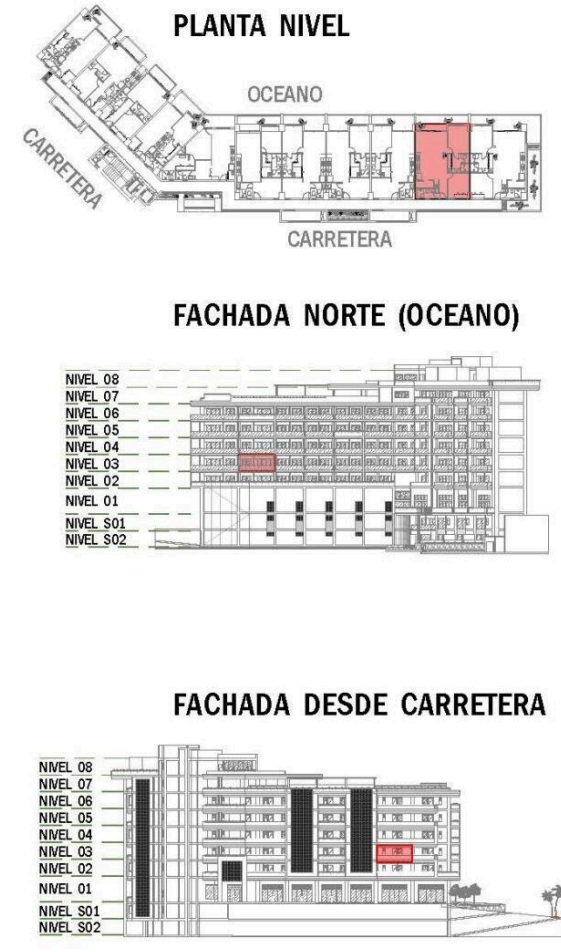 PLANTA NIVEL
OCEANO
CARRETERA
CARRETERA
FACHADA NORTE (OCEANO)
NIVEL 08
NIVEL 07
NIVEL 06
NIVEL 05
NIVEL 04
NIVEL 03
NIVEL 02
NIVEL 01
NIVEL S01
NIVEL S02
FACHADA DESDE CARRETERA
NIVEL 08
NIVEL 07
NIVEL 06
NIVEL 05
NIVEL 04
NIVEL 03
NIVEL 02
NIVEL 01
NIVEL S01
NIVEL S02